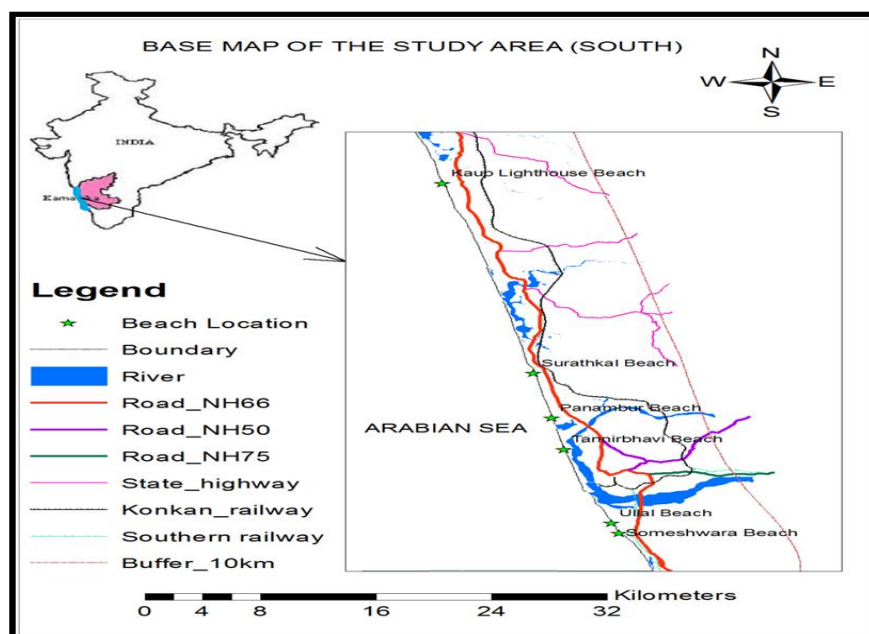 BASE MAP OF THE STUDY AREA (SOUTH)
N
W E
S
INDIA
Kaup Lighthouse Beach
Surathkal Beach
Panambur Beach
ARABIAN SEA
Tannirbhavi Beach
Ullal Beach
Someshwara Beach
Legend
Beach Location
Boundary
River
Road_NH66
Road_NH50
Road_NH75
State_highway
Konkan_railway
Southern railway
Buffer_10km
0 2 4 8 16 24 32 Kilometers